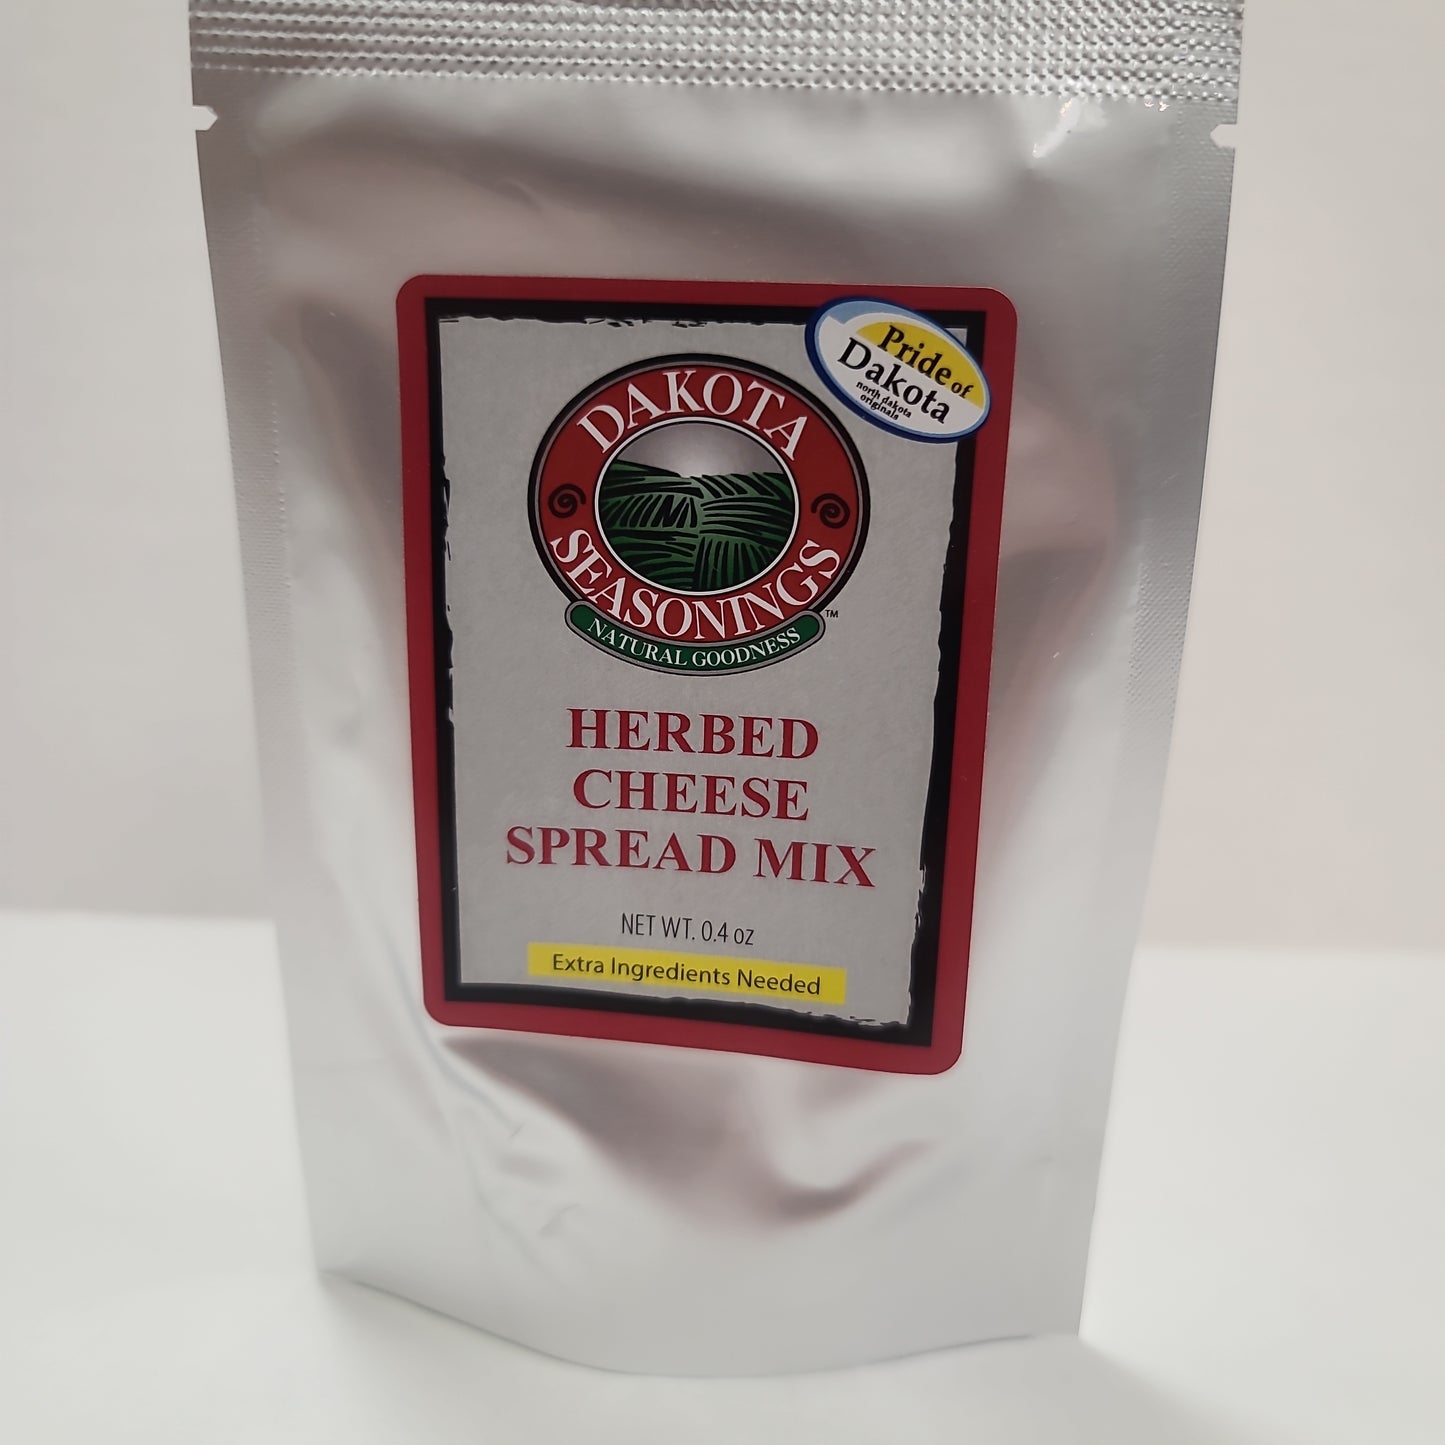 Pride of
Dakota
north dakota
originals
DAKOTA
SEASONINGS
™
NATURAL GOODNESS
HERBED
CHEESE
SPREAD MIX
NET WT. 0.4 oz
Extra Ingredients Needed